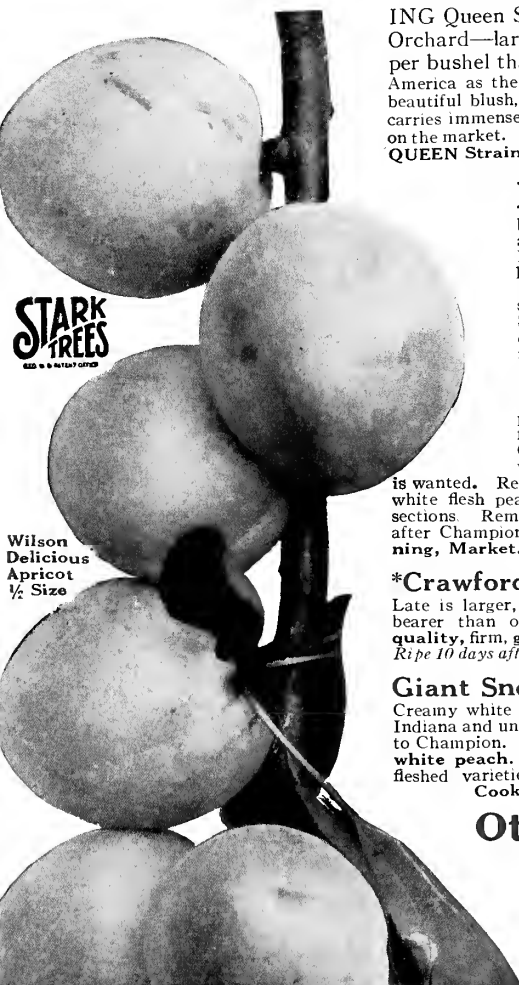 ING Queen S
Orchard—lar
per bushel tha
America as the
beautiful blush,
carries immense
on the market.
QUEEN Strain
STARK
TREES
REG. U S PATENT OFFICE
is wanted. Re
white flesh pea
sections. Rem
after Champion
ning, Market.
Wilson
Delicious
Apricot
½ Size
*Crawford
Late is larger,
bearer than o
quality, firm, g
Ripe 10 days aft
Giant Sno
Creamy white
Indiana and un
to Champion.
white peach.
fleshed varietie
Cook
Ot